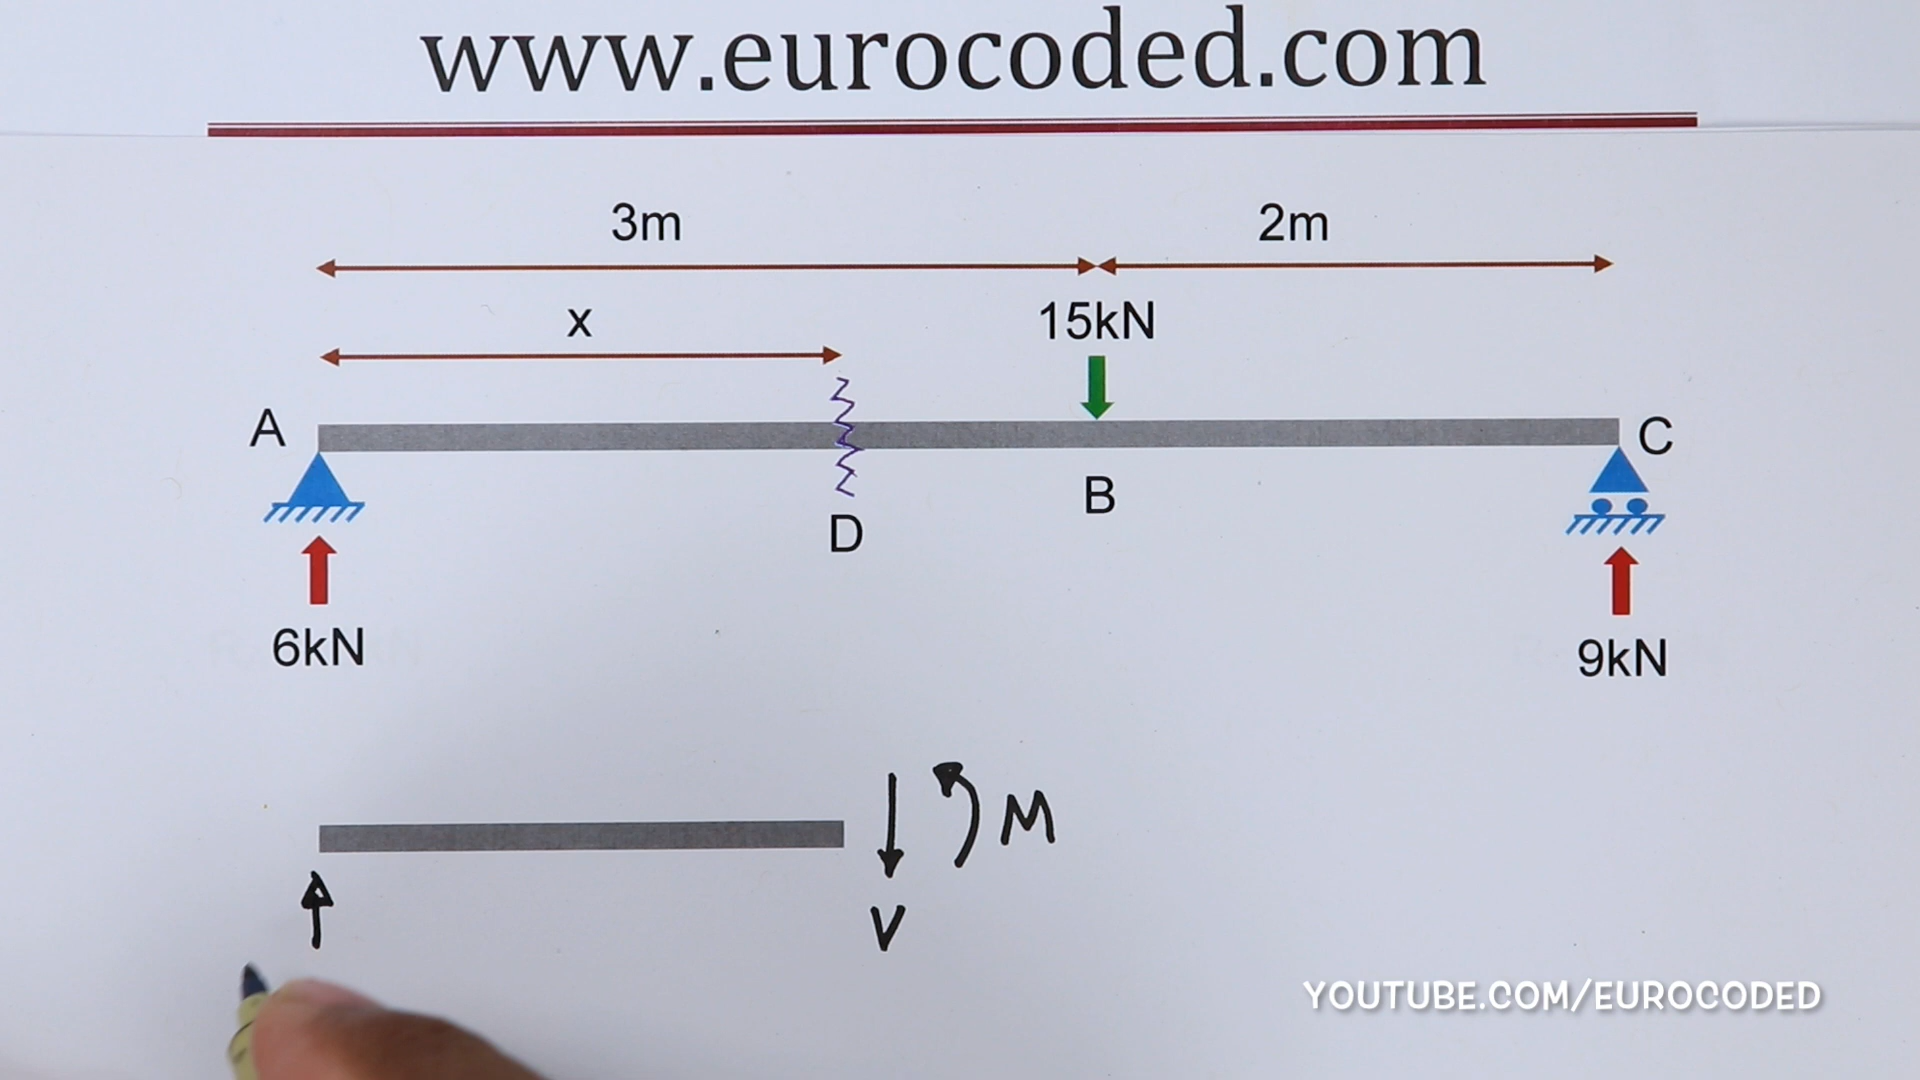 www.eurocoded.com
3m 2m
x 15kN
A C
B
D
6kN 9kN
M
V
YOUTUBE.COM/EUROCODED